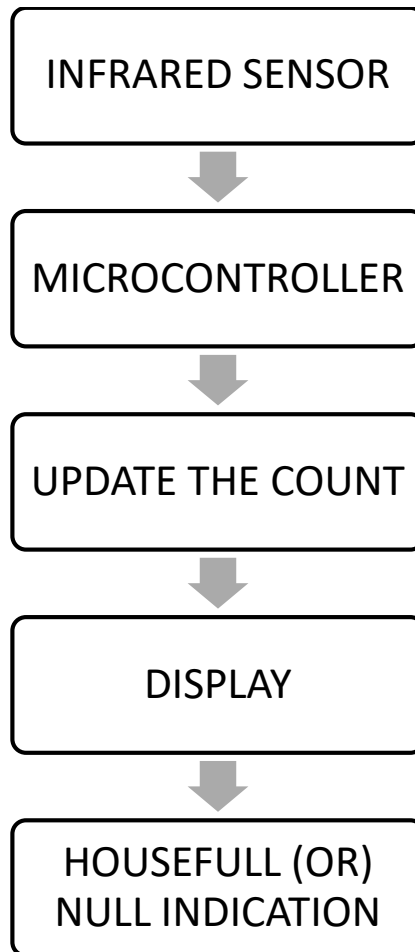 INFRARED SENSOR
MICROCONTROLLER
UPDATE THE COUNT
DISPLAY
HOUSEFULL (OR)
NULL INDICATION